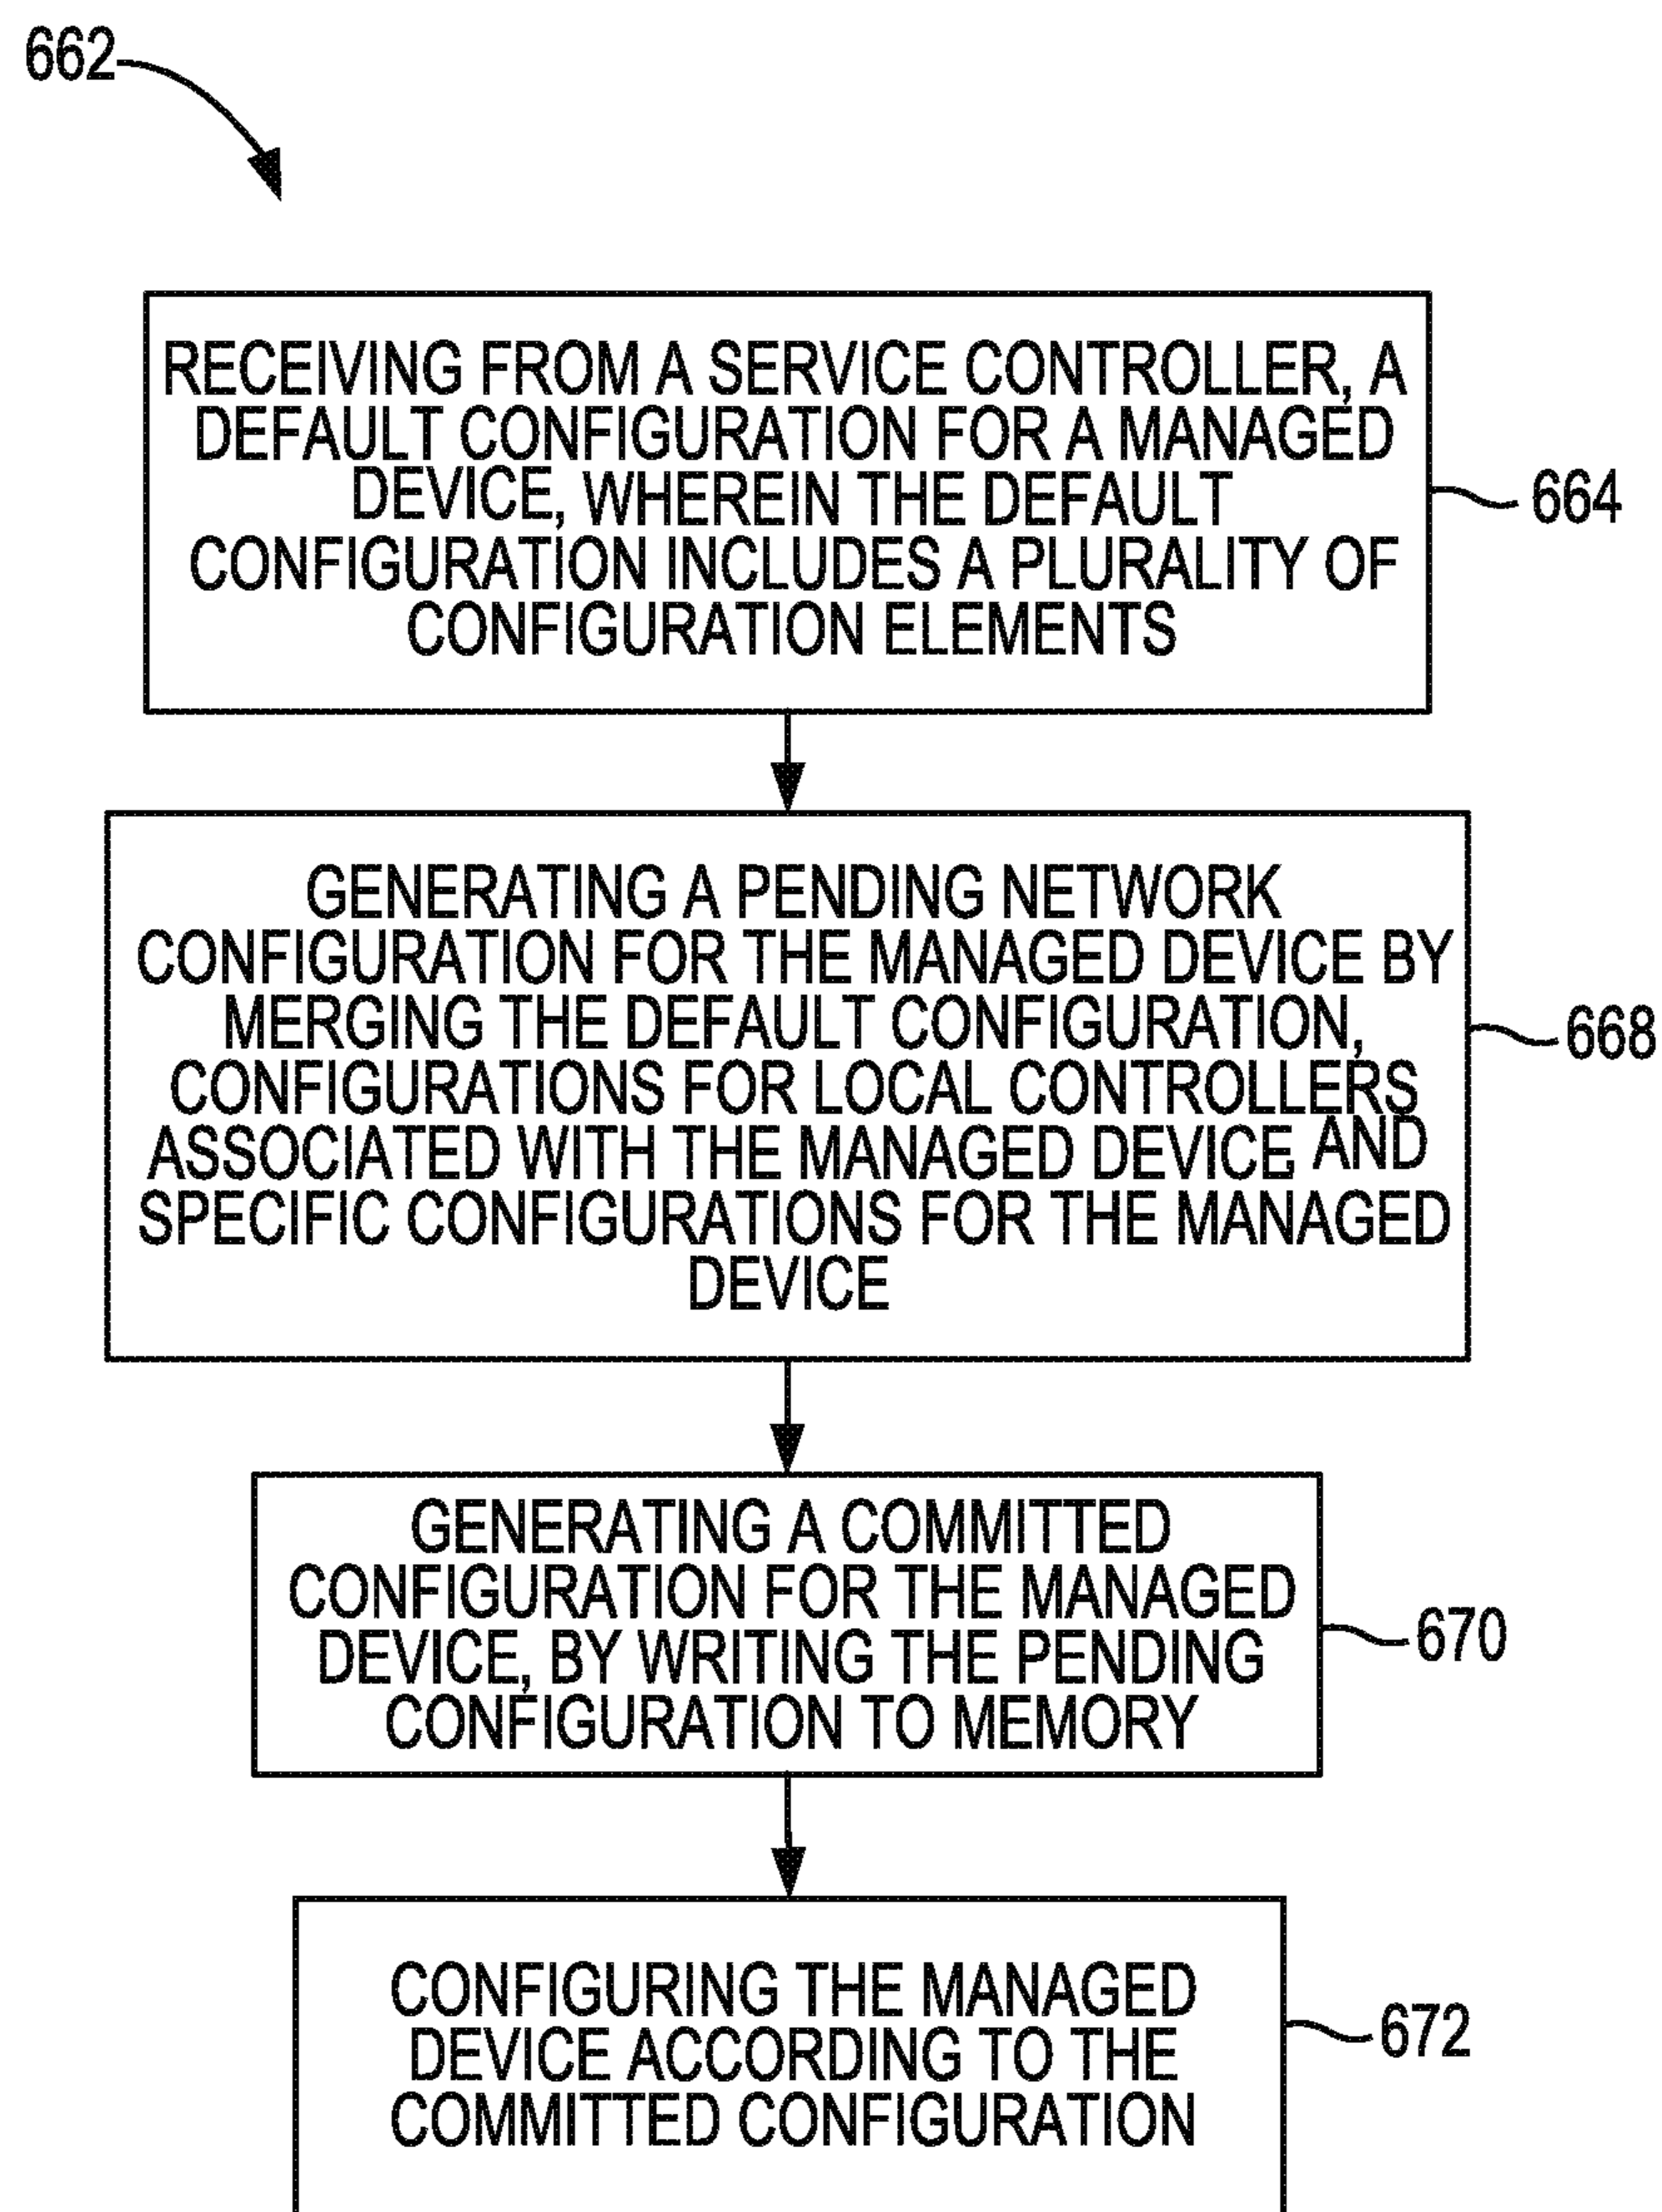 662
RECEIVING FROM A SERVICE CONTROLLER, A
DEFAULT CONFIGURATION FOR A MANAGED
DEVICE, WHEREIN THE DEFAULT
CONFIGURATION INCLUDES A PLURALITY OF
CONFIGURATION ELEMENTS
664
GENERATING A PENDING NETWORK
CONFIGURATION FOR THE MANAGED DEVICE BY
MERGING THE DEFAULT CONFIGURATION,
CONFIGURATIONS FOR LOCAL CONTROLLERS
ASSOCIATED WITH THE MANAGED DEVICE, AND
SPECIFIC CONFIGURATIONS FOR THE MANAGED
DEVICE
668
GENERATING A COMMITTED
CONFIGURATION FOR THE MANAGED
DEVICE, BY WRITING THE PENDING
CONFIGURATION TO MEMORY
670
CONFIGURING THE MANAGED
DEVICE ACCORDING TO THE
COMMITTED CONFIGURATION
672